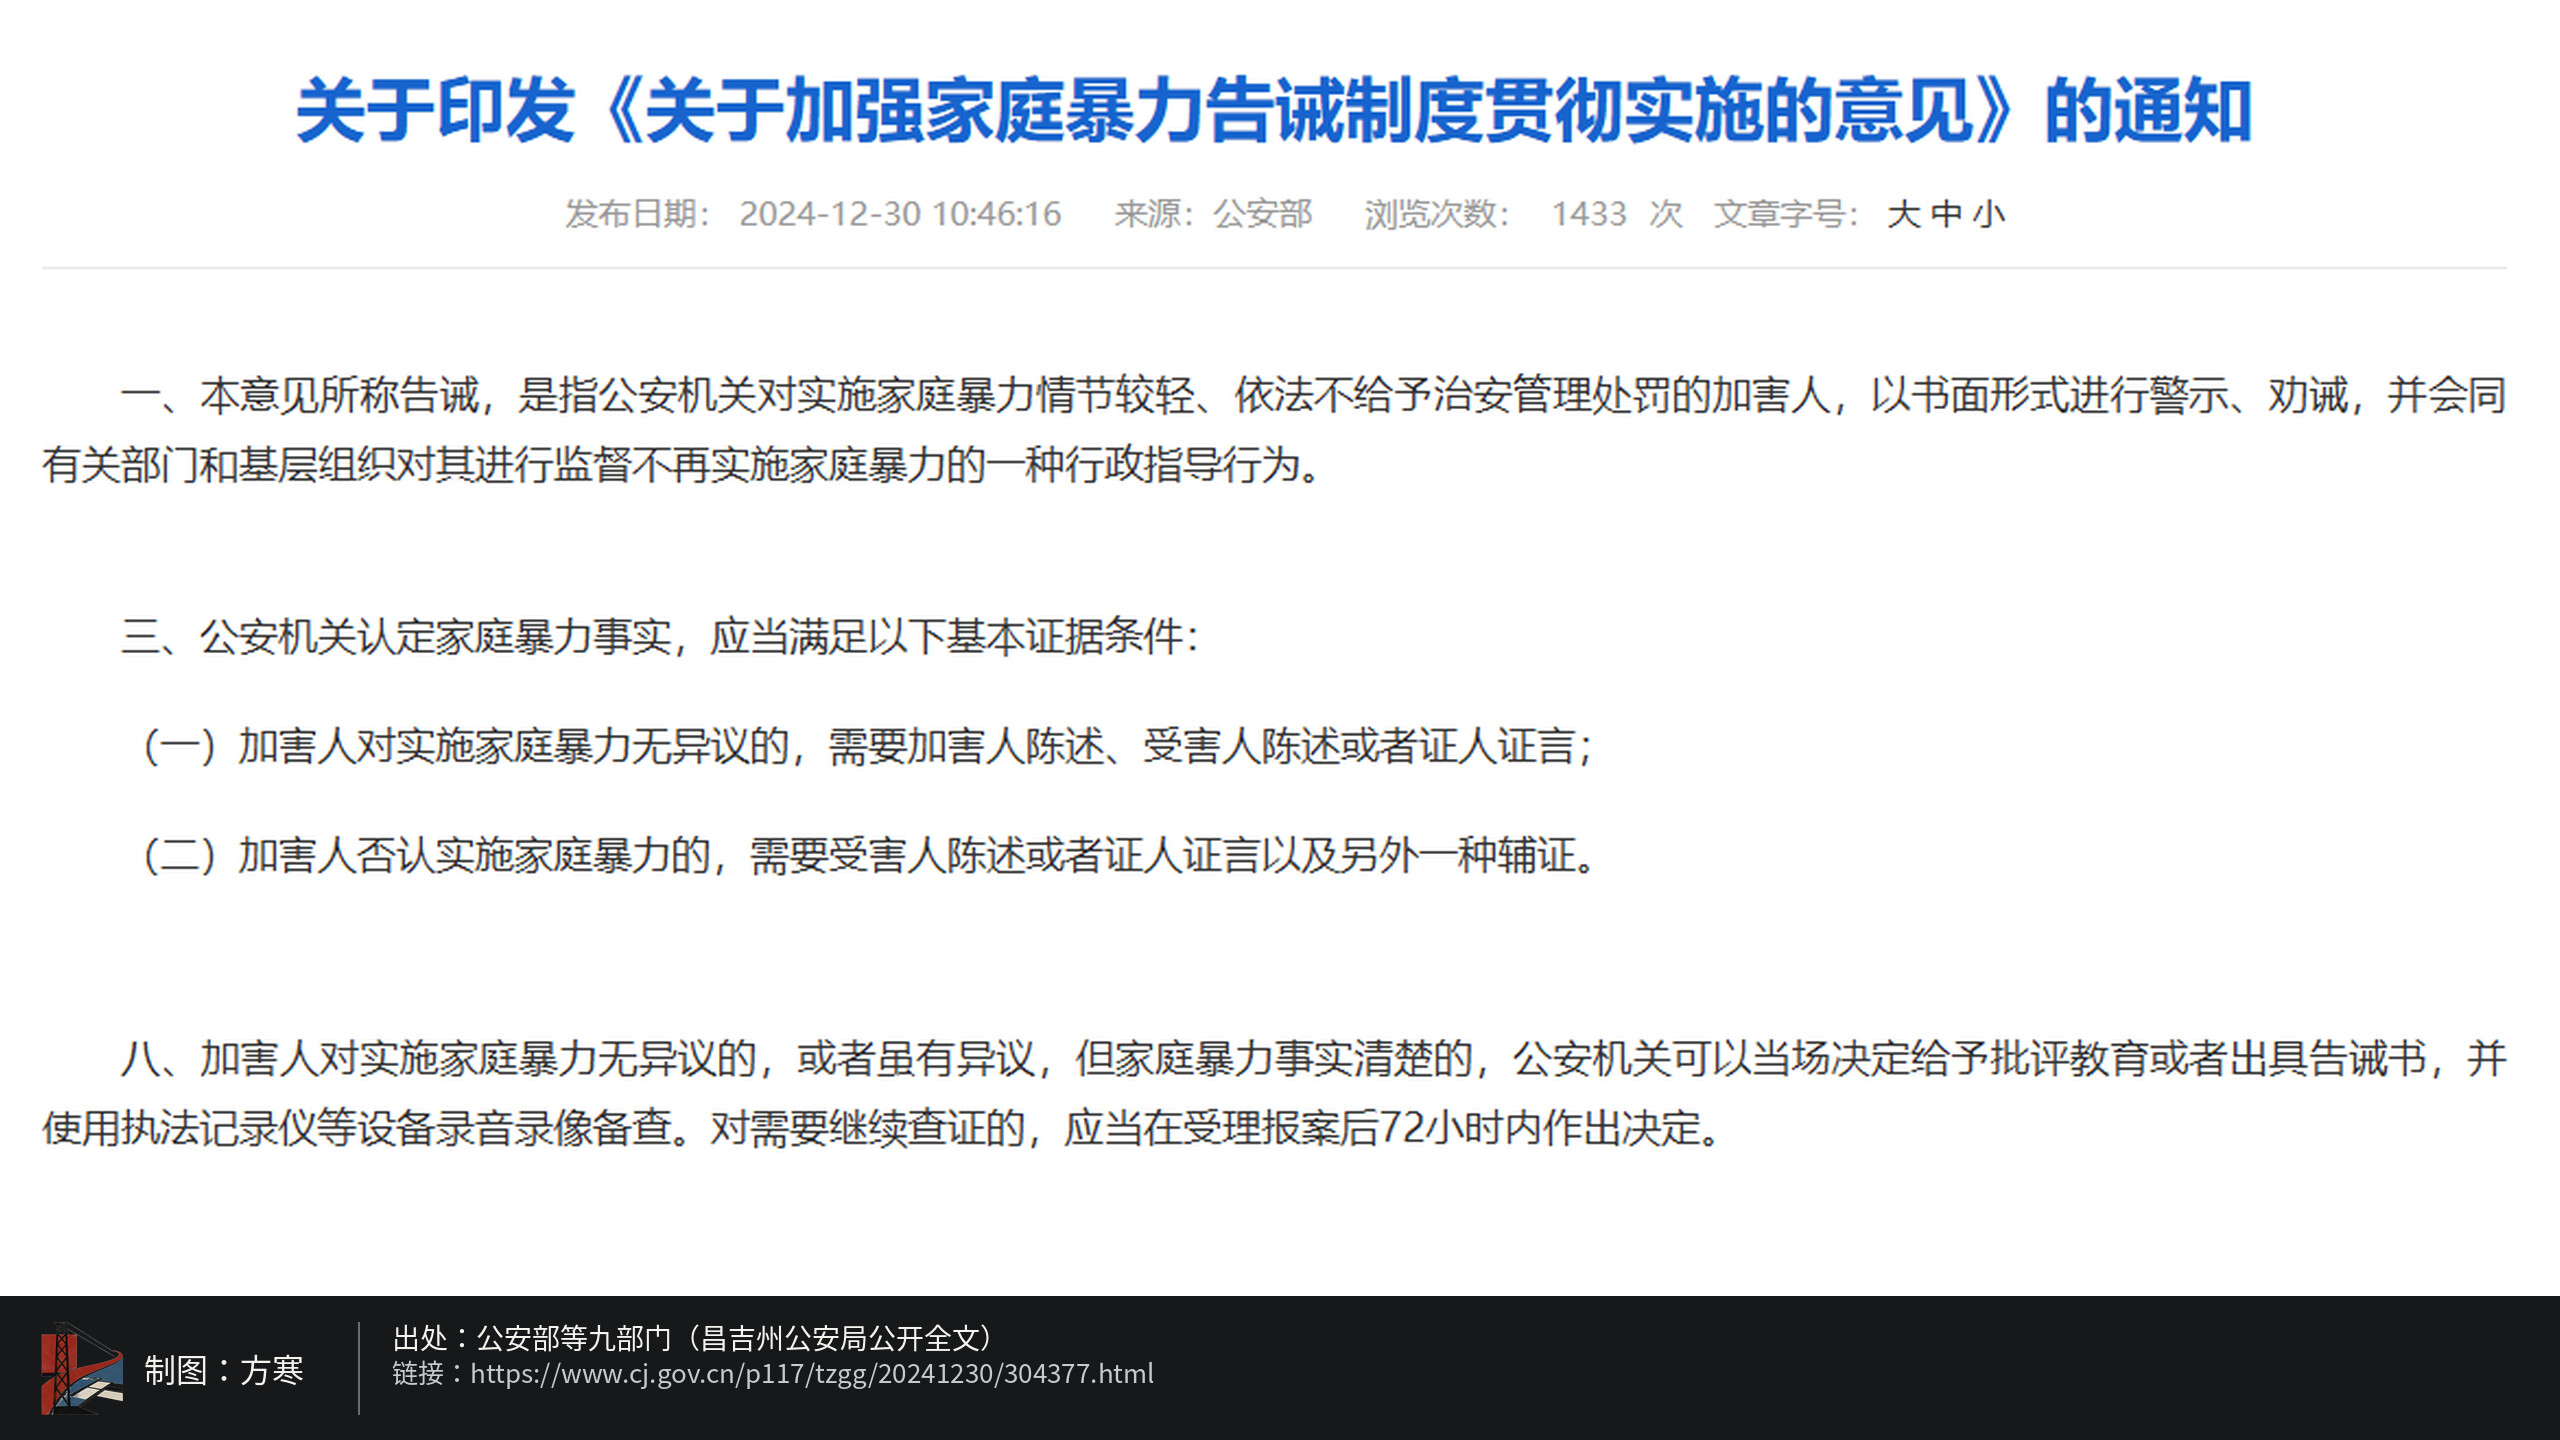 关于印发《关于加强家庭暴力告诫制度贯彻实施的意见》的通知
发布日期： 2024-12-30 10:46:16 来源：公安部 浏览次数： 1433 次 文章字号： 大 中 小
一、本意见所称告诫，是指公安机关对实施家庭暴力情节较轻、依法不给予治安管理处罚的加害人，以书面形式进行警示、劝诫，并会同
有关部门和基层组织对其进行监督不再实施家庭暴力的一种行政指导行为。
三、公安机关认定家庭暴力事实，应当满足以下基本证据条件：
（一）加害人对实施家庭暴力无异议的，需要加害人陈述、受害人陈述或者证人证言；
（二）加害人否认实施家庭暴力的，需要受害人陈述或者证人证言以及另外一种辅证。
八、加害人对实施家庭暴力无异议的，或者虽有异议，但家庭暴力事实清楚的，公安机关可以当场决定给予批评教育或者出具告诫书，并
使用执法记录仪等设备录音录像备查。对需要继续查证的，应当在受理报案后72小时内作出决定。
制图：方寒
出处：公安部等九部门（昌吉州公安局公开全文）
链接：https://www.cj.gov.cn/p117/tzgg/20241230/304377.html